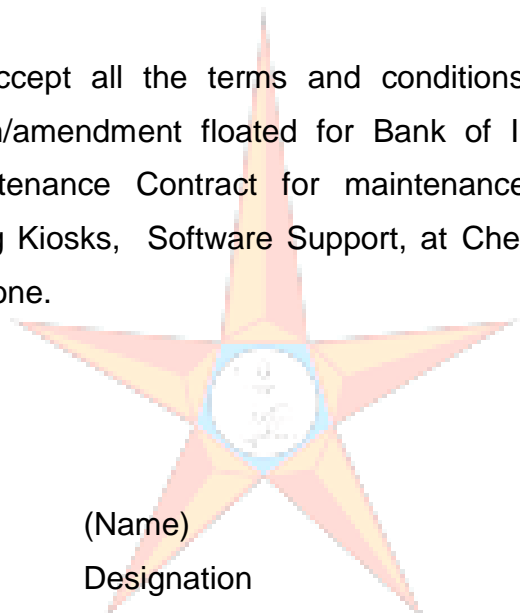 ccept all the terms and conditions
/amendment floated for Bank of
tenance Contract for maintenance
Kiosks, Software Support, at
one.
(Name)
Designation